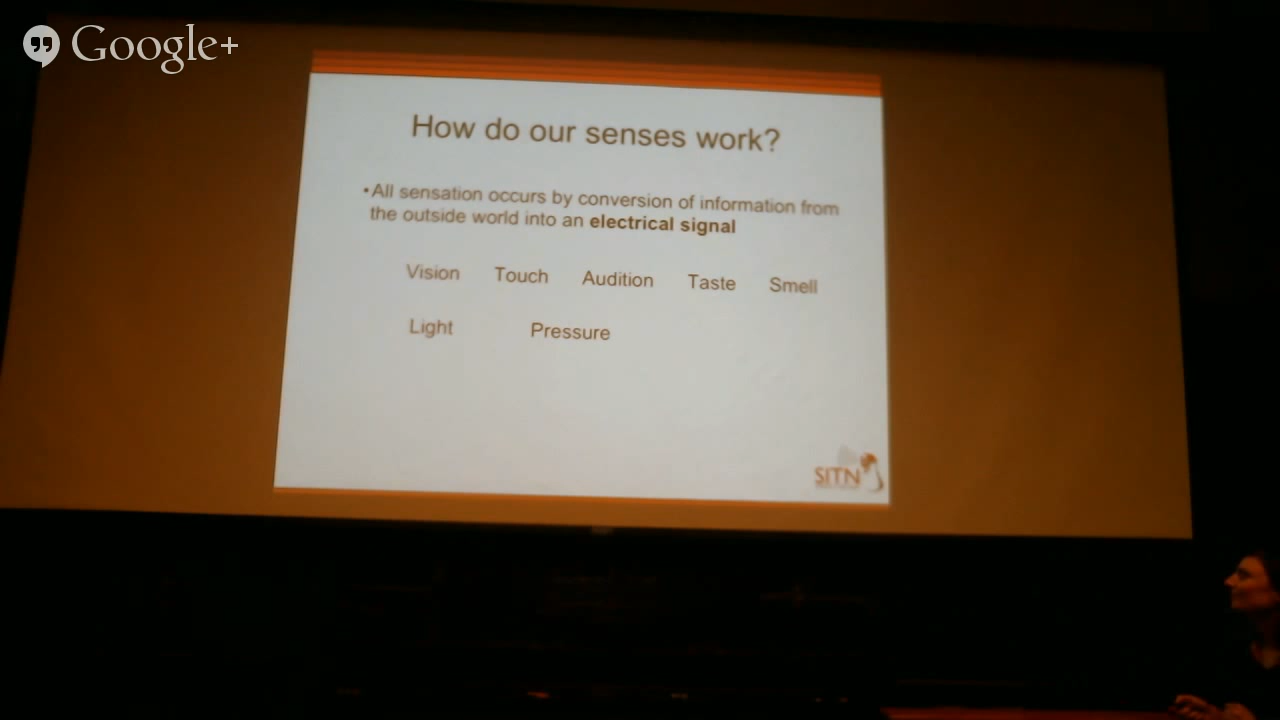 Google+
How do our senses work?
•All sensation occurs by conversion of information from
the outside world into an electrical signal
Vision Touch Audition Taste Smell
Light Pressure
SITN